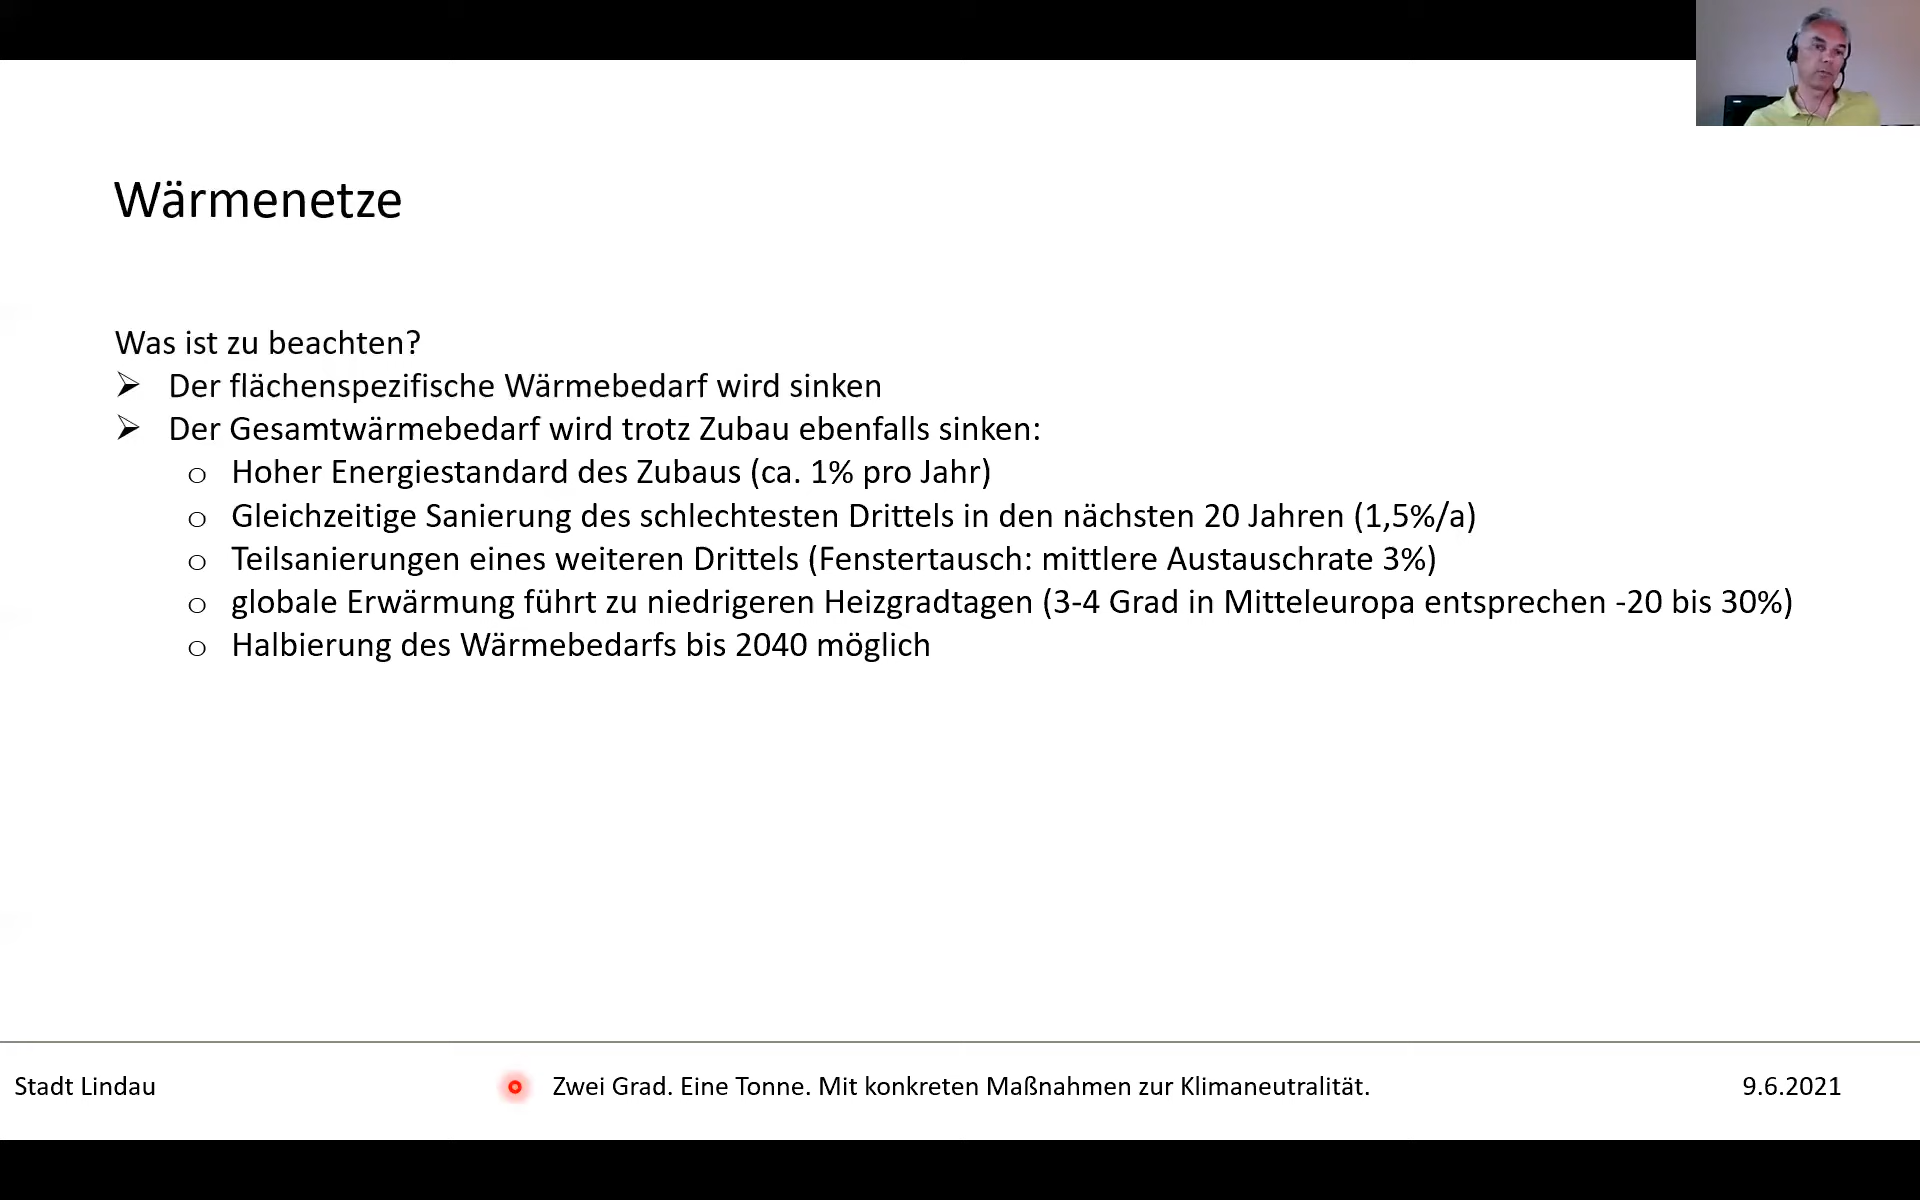 Wärmenetze
Was ist zu beachten?
➢ Der flächenspezifische Wärmebedarf wird sinken
➢ Der Gesamtwärmebedarf wird trotz Zubau ebenfalls sinken:
o Hoher Energiestandard des Zubaus (ca. 1% pro Jahr)
o Gleichzeitige Sanierung des schlechtesten Drittels in den nächsten 20 Jahren (1,5%/a)
o Teilsanierungen eines weiteren Drittels (Fenstertausch: mittlere Austauschrate 3%)
o globale Erwärmung führt zu niedrigeren Heizgradtagen (3-4 Grad in Mitteleuropa entsprechen -20 bis 30%)
o Halbierung des Wärmebedarfs bis 2040 möglich
Stadt Lindau
Zwei Grad. Eine Tonne. Mit konkreten Maßnahmen zur Klimaneutralität.
9.6.2021